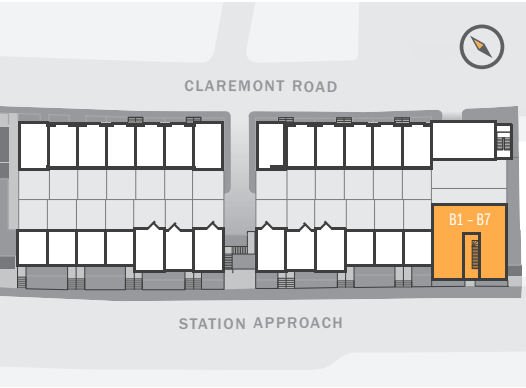 CLAREMONT ROAD
B1 – B7
STATION APPROACH